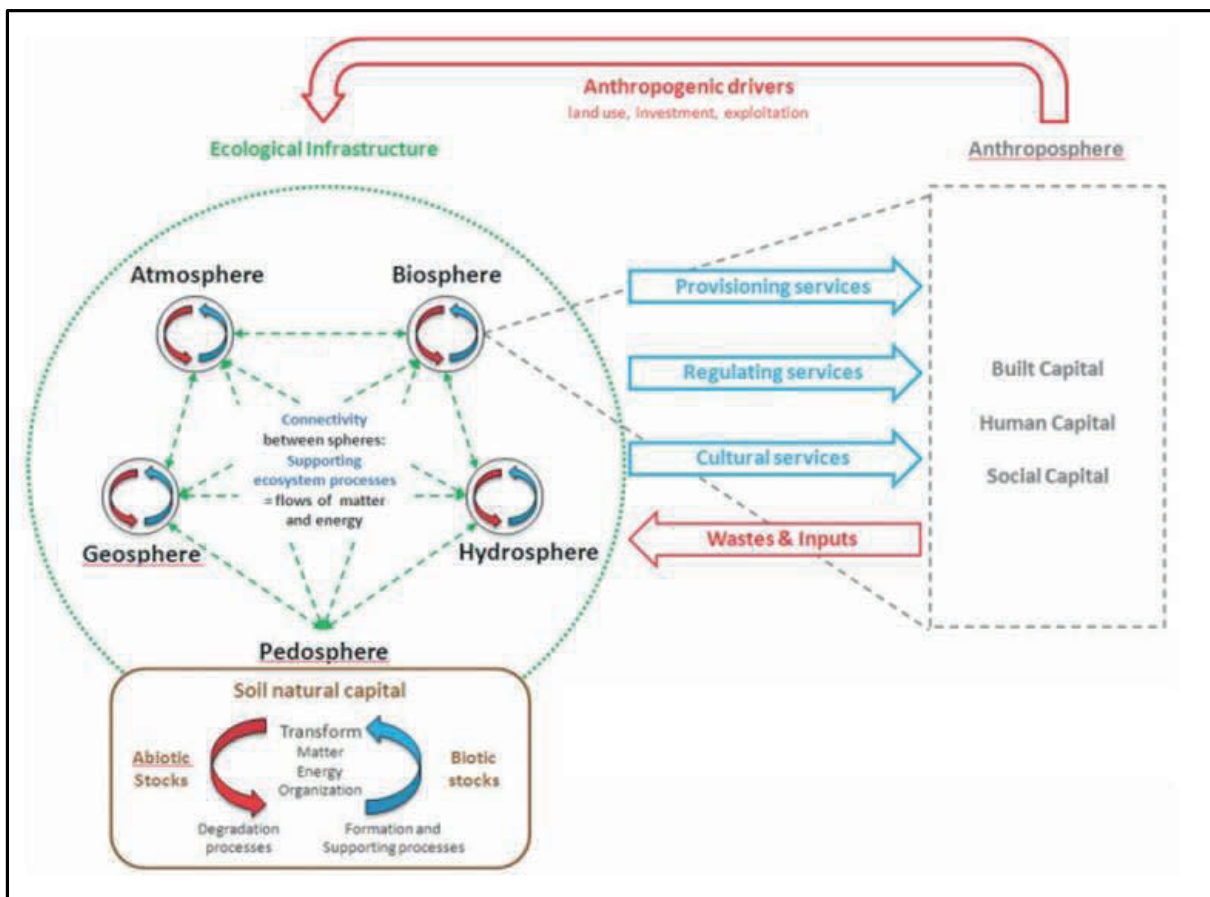 Anthropogenic drivers
land use, investment, exploitation
Ecological Infrastructure
Anthroposphere
Atmosphere
Biosphere
Provisioning services
Regulating services
Cultural services
Wastes & Inputs
Built Capital
Human Capital
Social Capital
Connectivity
between spheres:
Supporting
ecosystem processes
= flows of matter
and energy
Geosphere
Hydrosphere
Pedosphere
Soil natural capital
Abiotic
Stocks
Transform
Matter
Energy
Organization
Biotic
stocks
Degradation
processes
Formation and
Supporting processes